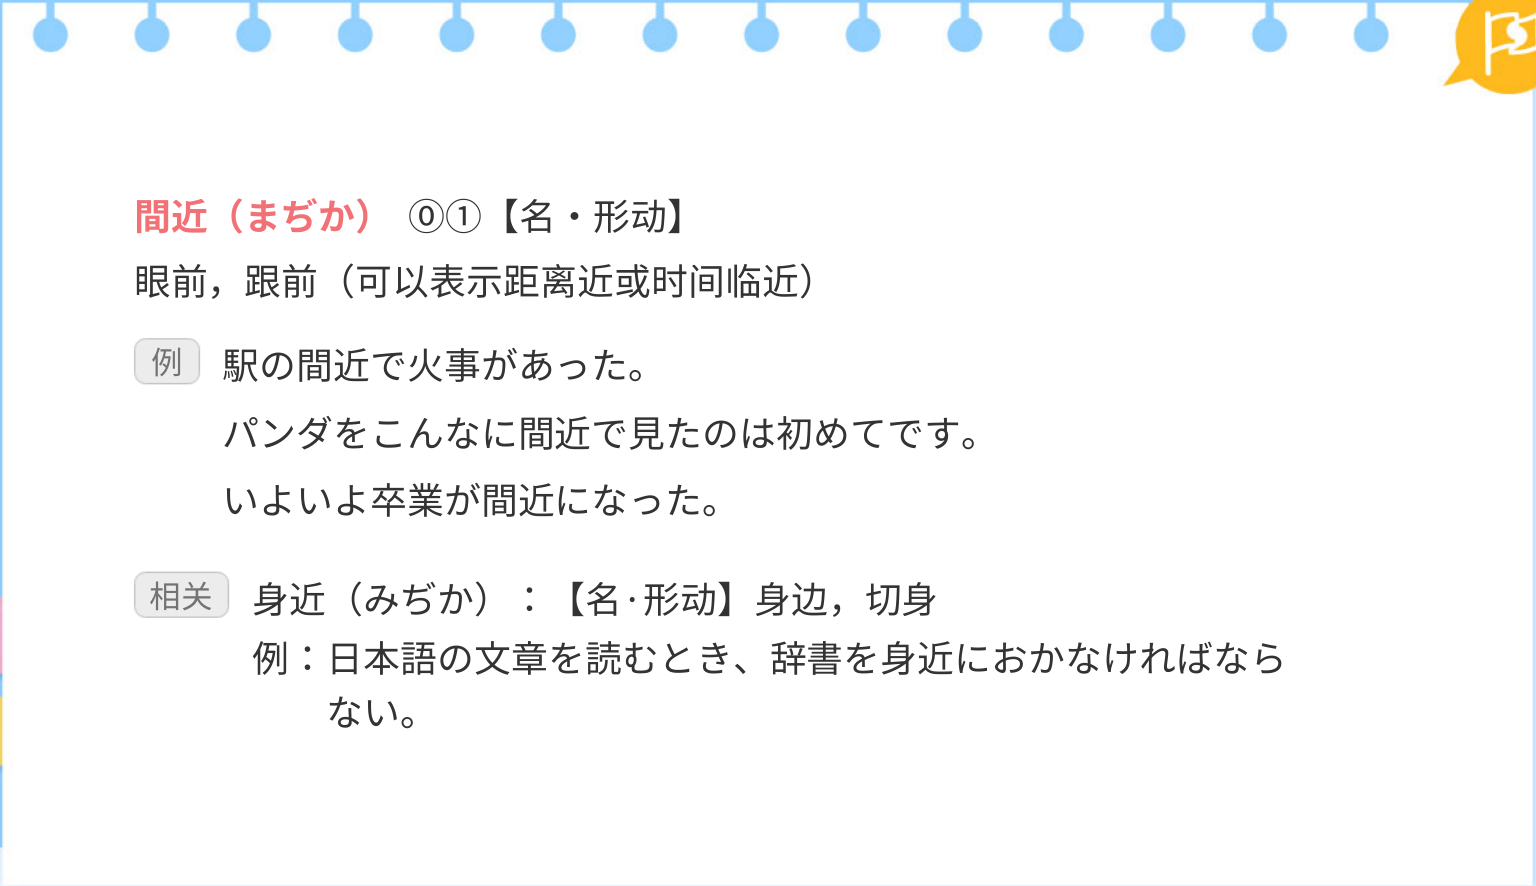 間近（まぢか） ⓪①【名・形动】
眼前，跟前（可以表示距离近或时间临近）
例 駅の間近で火事があった。
パンダをこんなに間近で見たのは初めてです。
いよいよ卒業が間近になった。
相关 身近（みぢか）：【名·形动】身边，切身
例：日本語の文章を読むとき、辞書を身近におかなければなら
ない。